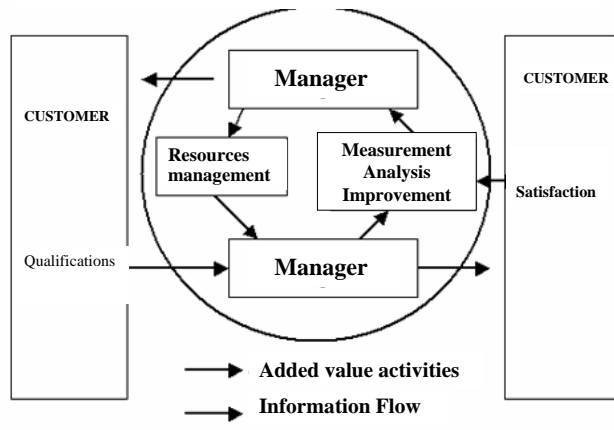 Manager
CUSTOMER
CUSTOMER
Resources
management
Measurement
Analysis
Improvement
Satisfaction
Qualifications
Manager
Added value activities
Information Flow